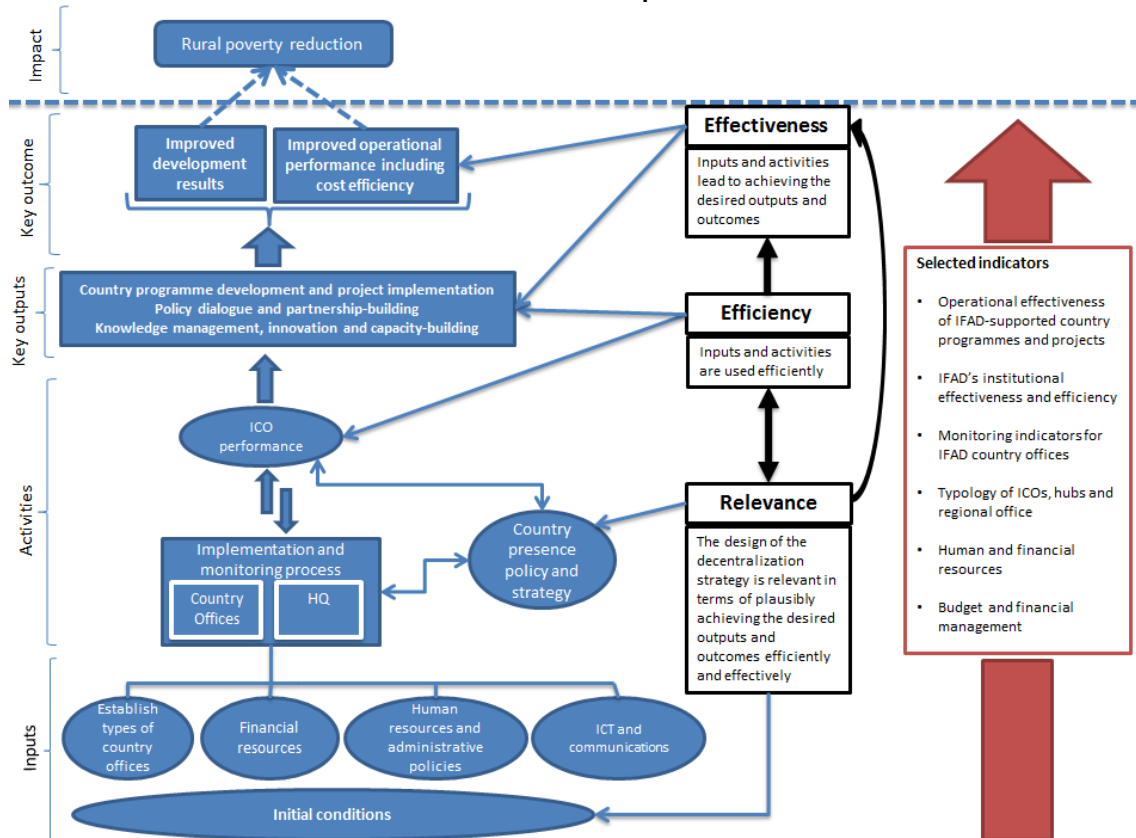 Impact
Rural poverty reduction
Key outcome
Improved
development
results
Improved operational
performance including
cost efficiency
Effectiveness
Inputs and activities
lead to achieving the
desired outputs and
outcomes
Key outputs
Country programme development and project implementation
Policy dialogue and partnership-building
Knowledge management, innovation and capacity-building
Efficiency
Inputs and activities
are used efficiently
Activities
ICO
performance
Implementation and
monitoring process
Country
Offices
HQ
Country
presence
policy and
strategy
Relevance
The design of the
decentralization
strategy is relevant in
terms of plausibly
achieving the desired
outputs and
outcomes efficiently
and effectively
Inputs
Establish
types of
country
offices
Financial
resources
Human
resources and
administrative
policies
ICT and
communications
Initial conditions
Selected indicators
• Operational effectiveness
of IFAD-supported country
programmes and projects
• IFAD's institutional
effectiveness and efficiency
• Monitoring indicators for
IFAD country offices
• Typology of ICOs, hubs and
regional office
• Human and financial
resources
• Budget and financial
management